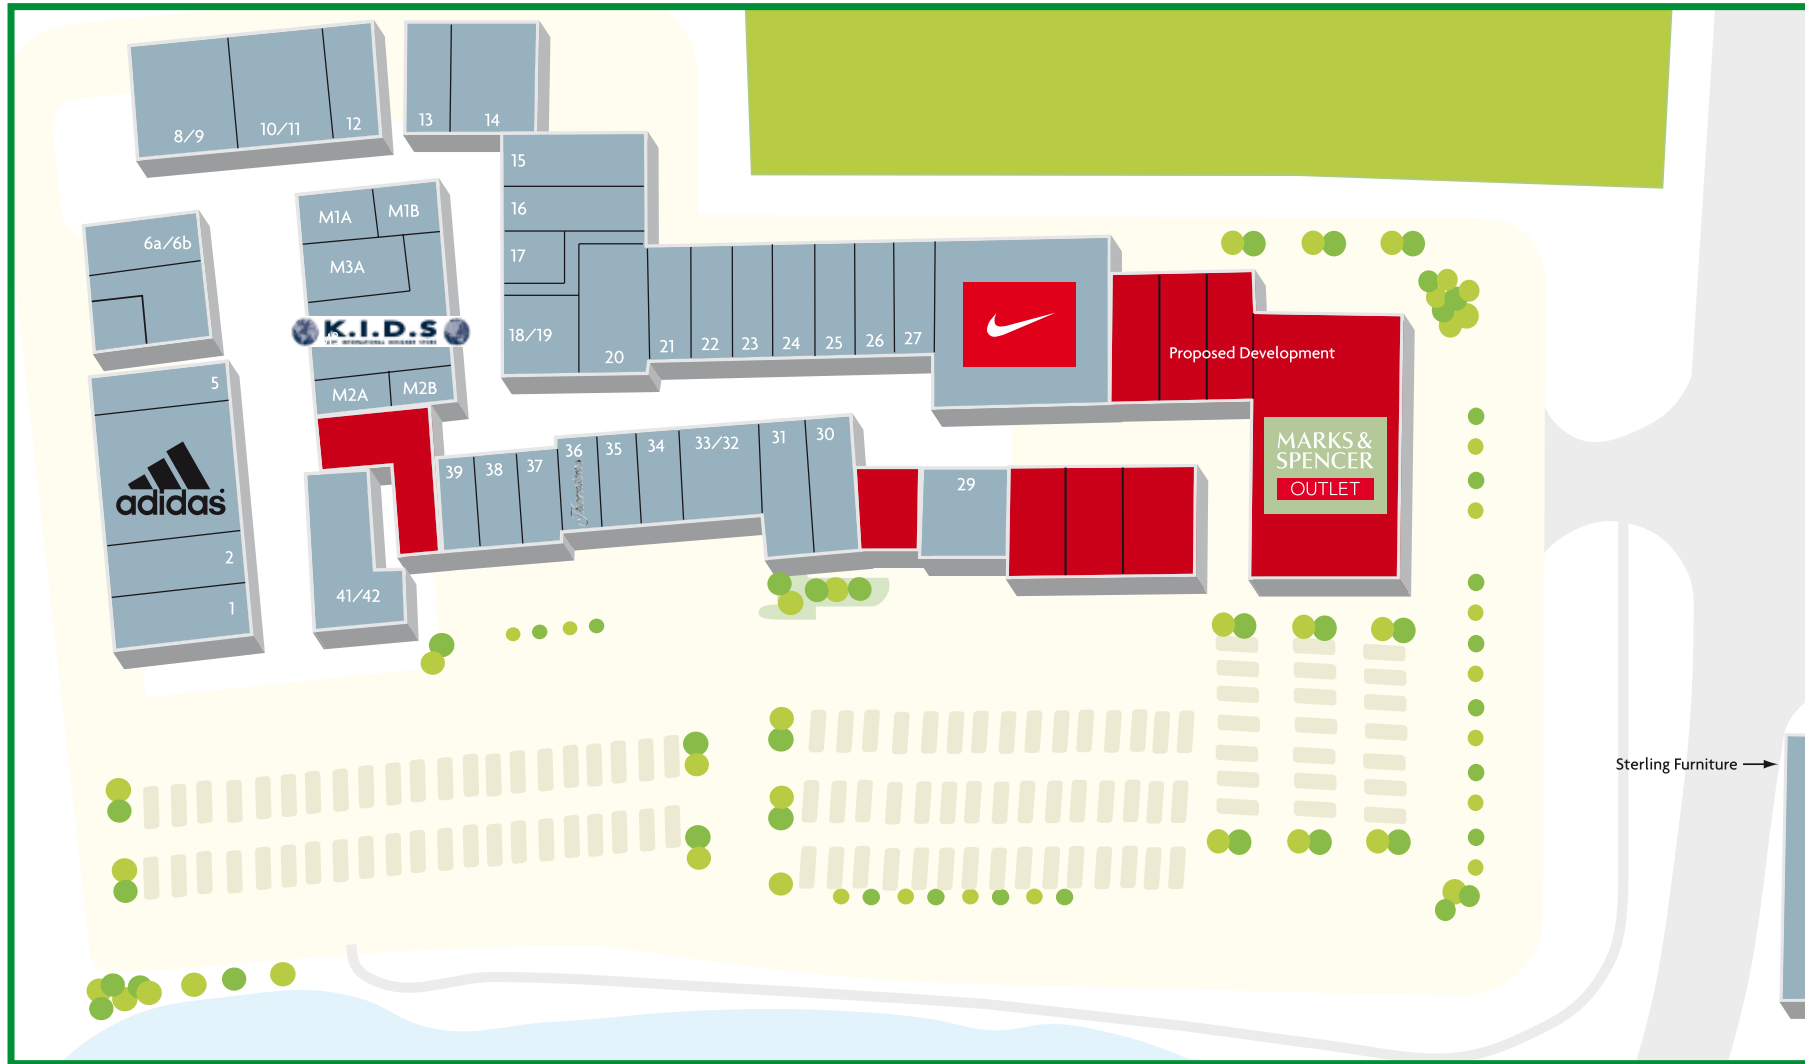 8/9
10/11
12
13
14
15
16
17
18/19
20
21
22
23
24
25
26
27
Proposed Development
MARKS &
SPENCER
OUTLET
6a/6b
M1A
M1B
M3A
K.I.D.S
M2A
M2B
5
adidas
2
1
41/42
39
38
37
36
Thorntons
35
34
33/32
31
30
29
Sterling Furniture